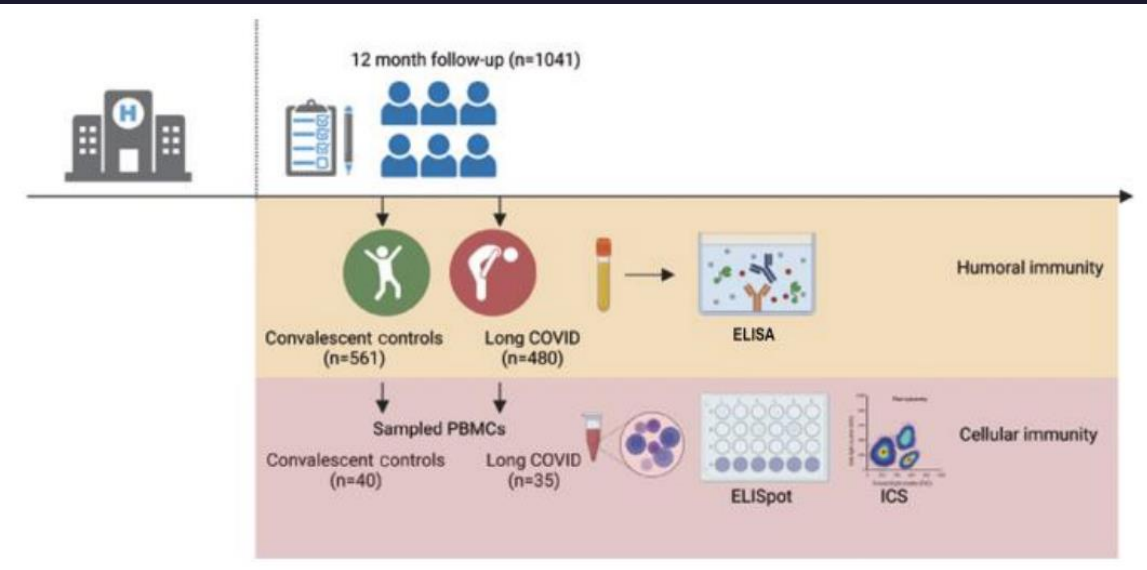 12 month follow-up (n=1041)
H
Humoral immunity
ELISA
Convalescent controls
(n=561)
Long COVID
(n=480)
Sampled PBMCs
Convalescent controls
(n=40)
Long COVID
(n=35)
Cellular immunity
ELISpot
ICS